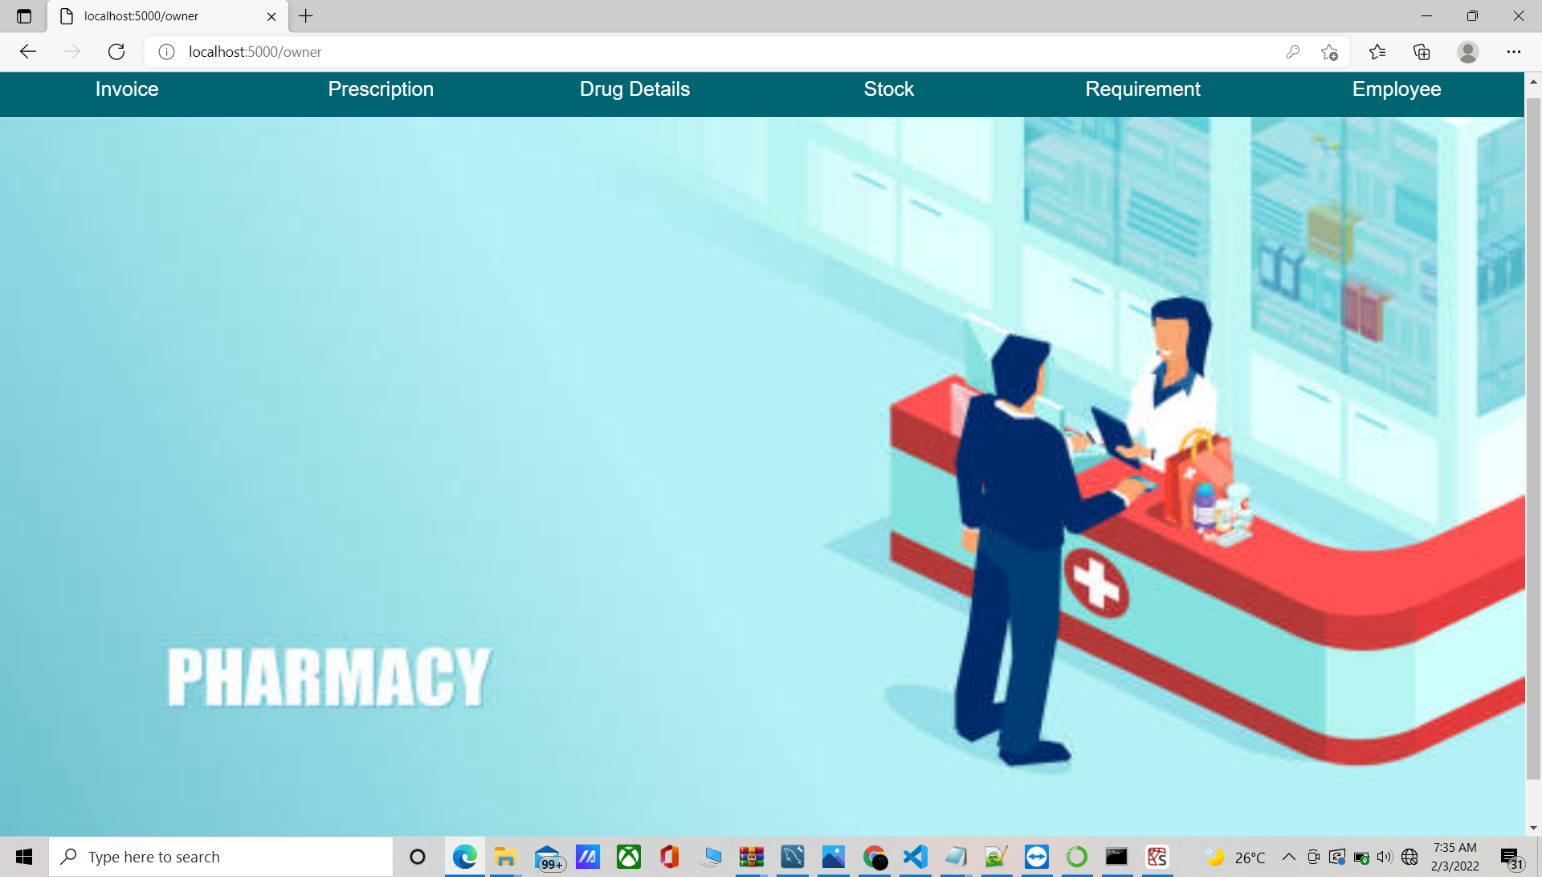 localhost:5000/owner
localhost:5000/owner
Invoice Prescription Drug Details Stock Requirement Employee
PHARMACY
Type here to search
99+
26°C
7:35 AM
2/3/2022
31